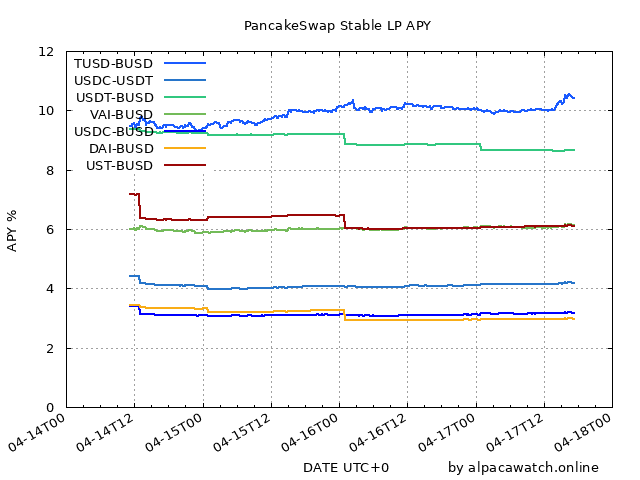 PancakeSwap Stable LP APY
APY %
12
10
8
6
4
2
0
TUSD-BUSD
USDC-USDT
USDT-BUSD
VAI-BUSD
USDC-BUSD
DAI-BUSD
UST-BUSD
04-14T00
04-14T12
04-15T00
04-15T12
04-16T00
04-16T12
04-17T00
04-17T12
04-18T00
DATE UTC+0
by alpacawatch.online